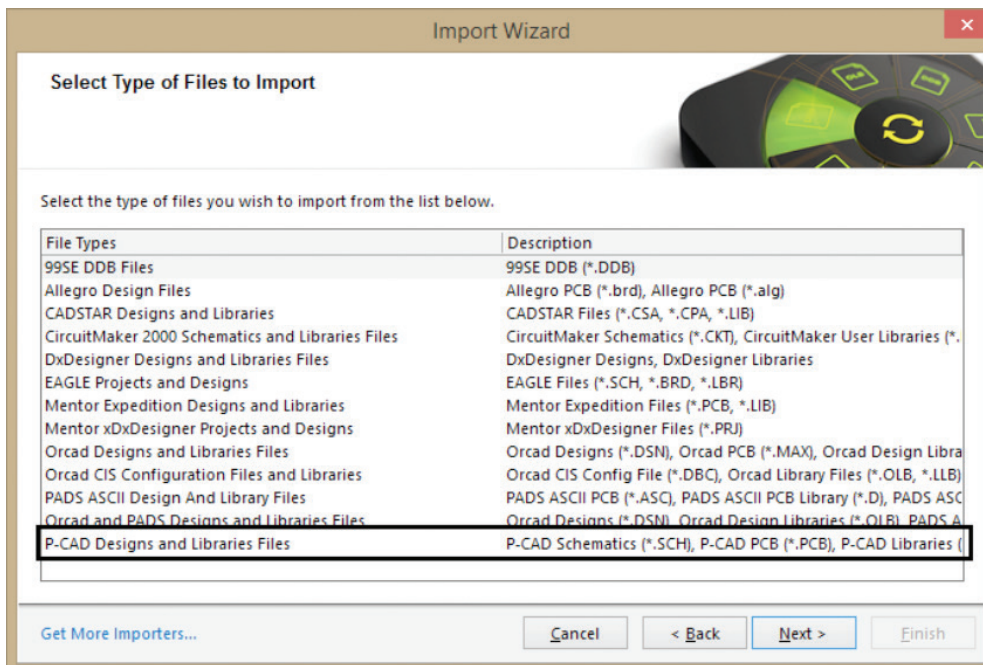 Import Wizard
Select Type of Files to Import
OLB
Select the type of files you wish to import from the list below.
File Types Description
99SE DDB Files 99SE DDB (*.DDB)
Allegro Design Files Allegro PCB (*.brd), Allegro PCB (*.alg)
CADSTAR Designs and Libraries CADSTAR Files (*.CSA, *.CPA, *.LIB)
CircuitMaker 2000 Schematics and Libraries Files CircuitMaker Schematics (*.CKT), CircuitMaker User Libraries (*.
DxDesigner Designs and Libraries Files DxDesigner Designs, DxDesigner Libraries
EAGLE Projects and Designs EAGLE Files (*.SCH, *.BRD, *.LBR)
Mentor Expedition Designs and Libraries Mentor Expedition Files (*.PCB, *.LIB)
Mentor xDxDesigner Projects and Designs Mentor xDxDesigner Files (*.PRJ)
Orcad Designs and Libraries Files Orcad Designs (*.DSN), Orcad PCB (*.MAX), Orcad Design Libra
Orcad CIS Configuration Files and Libraries Orcad CIS Config File (*.DBC), Orcad Library Files (*.OLB, *.LLB)
PADS ASCII Design And Library Files PADS ASCII PCB (*.ASC), PADS ASCII PCB Library (*.D), PADS ASC
Orcad and PADS Designs and Libraries Files Orcad Designs (*.DSN), Orcad Design Libraries (*.OLB), PADS A
P-CAD Designs and Libraries Files P-CAD Schematics (*.SCH), P-CAD PCB (*.PCB), P-CAD Libraries (
Get More Importers... Cancel < Back Next > Finish